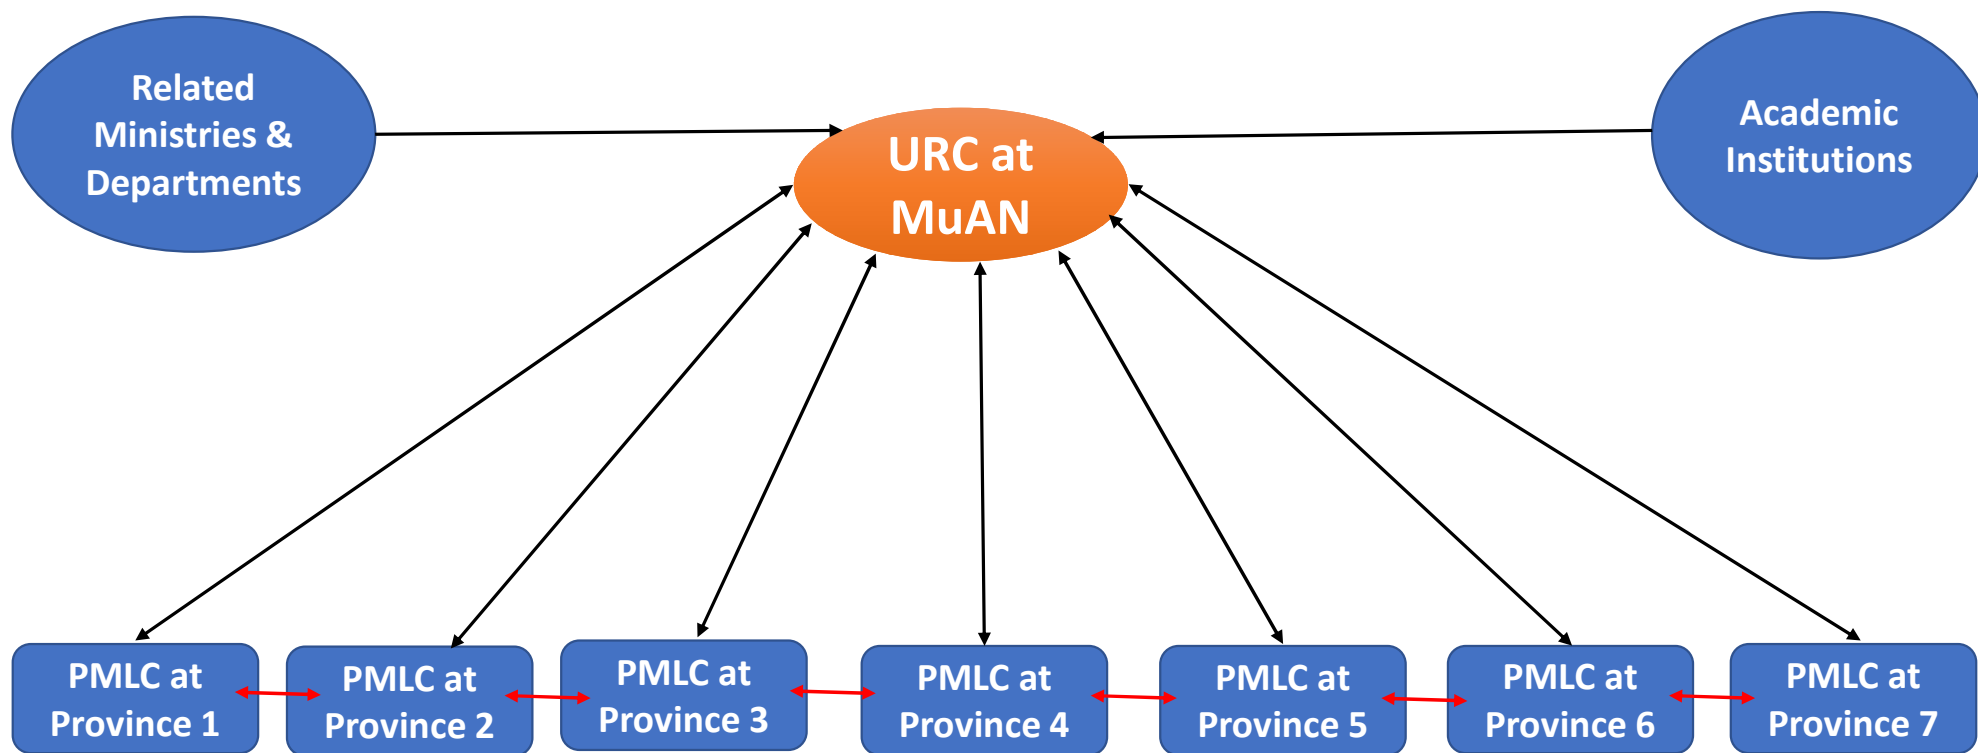 Related
Ministries &
Departments
URC at
MuAN
Academic
Institutions
PMLC at
Province 1
PMLC at
Province 2
PMLC at
Province 3
PMLC at
Province 4
PMLC at
Province 5
PMLC at
Province 6
PMLC at
Province 7